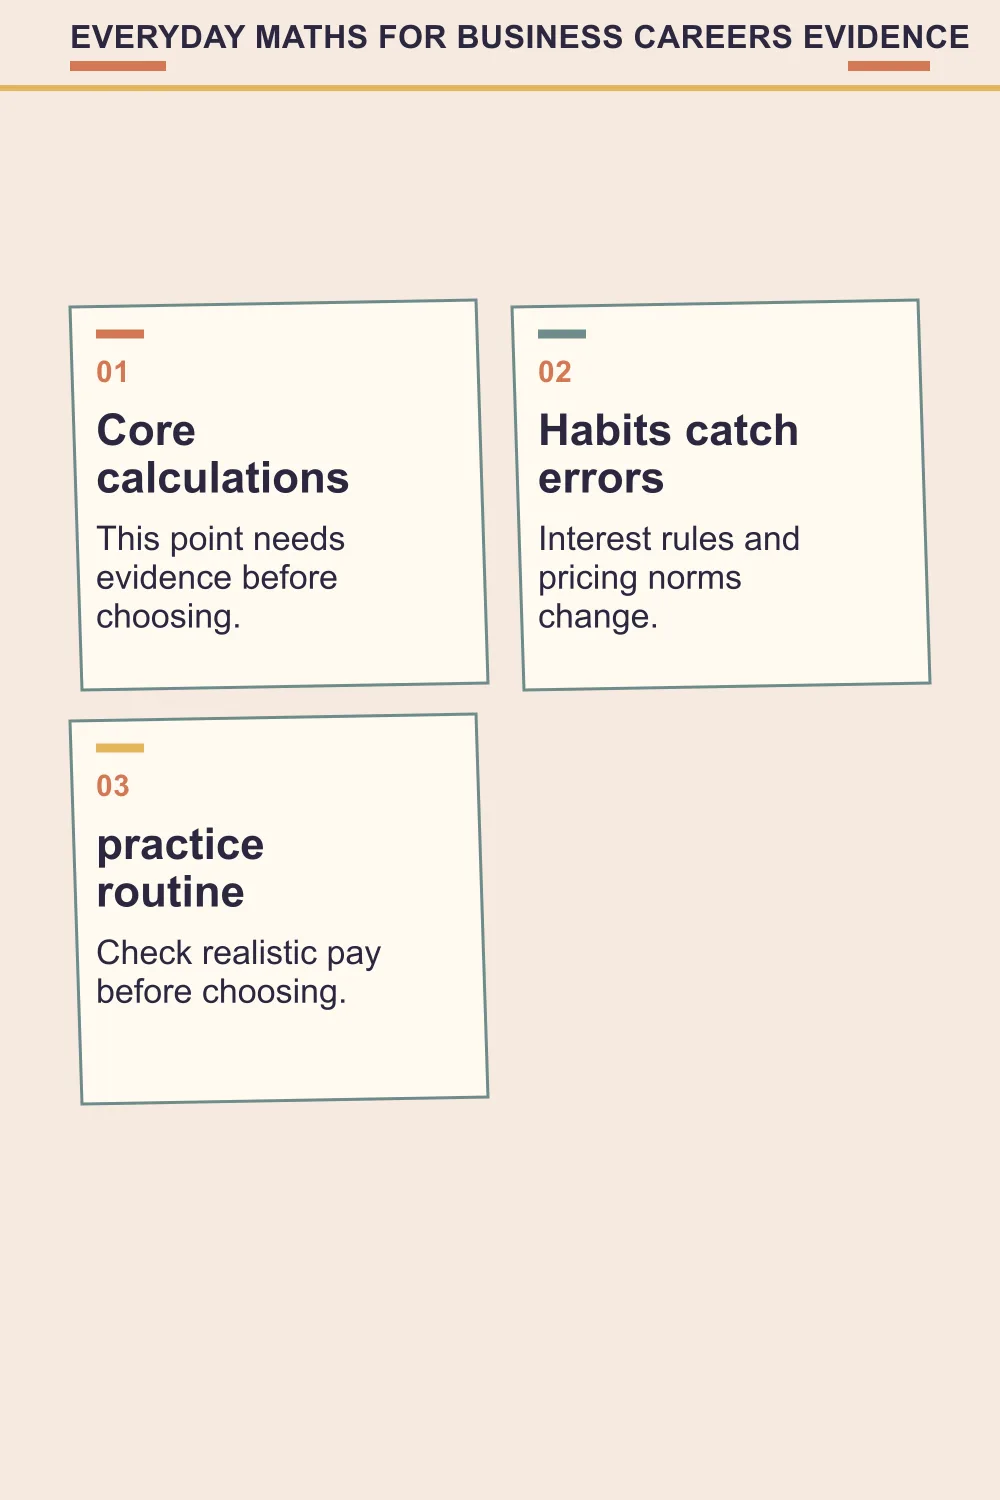 EVERYDAY MATHS FOR BUSINESS CAREERS EVIDENCE
01
Core
calculations
This point needs
evidence before
choosing.
02
Habits catch
errors
Interest rules and
pricing norms
change.
03
practice
routine
Check realistic pay
before choosing.